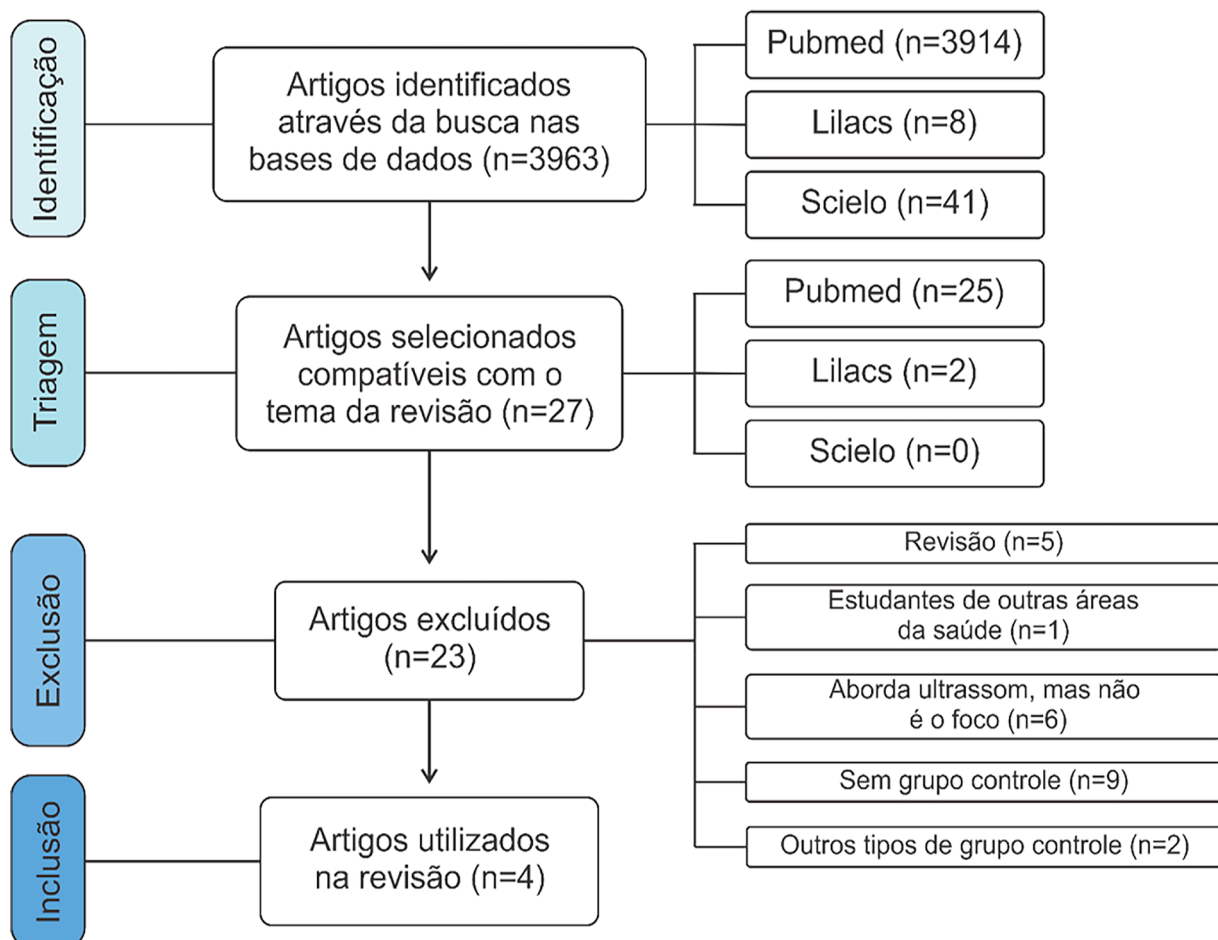 Identificação
Artigos identificados
através da busca nas
bases de dados (n=3963)
Pubmed (n=3914)
Lilacs (n=8)
Scielo (n=41)
Triagem
Artigos selecionados
compatíveis com o
tema da revisão (n=27)
Pubmed (n=25)
Lilacs (n=2)
Scielo (n=0)
Exclusão
Artigos excluídos
(n=23)
Revisão (n=5)
Estudantes de outras áreas
da saúde (n=1)
Aborda ultrassom, mas não
é o foco (n=6)
Sem grupo controle (n=9)
Outros tipos de grupo controle (n=2)
Inclusão
Artigos utilizados
na revisão (n=4)